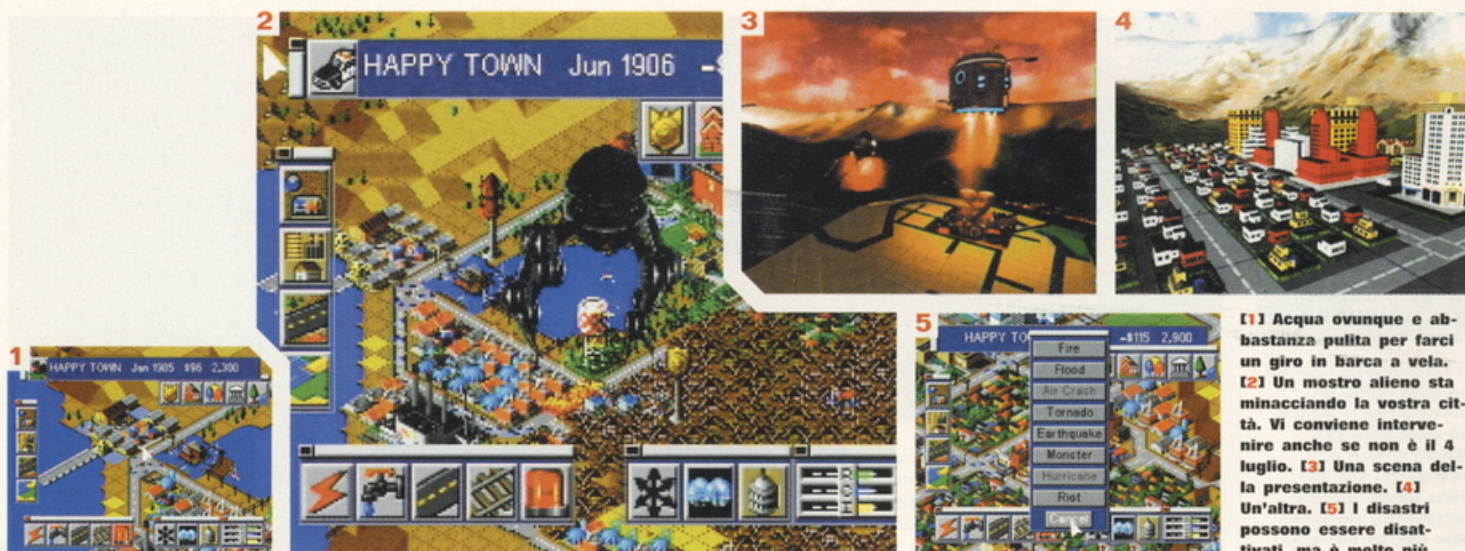 2
HAPPY TOWN Jun 1906
3
4
1
HAPPY TOWN Jan 1905 $96 2,300
5
-$115 2,900
Fire
Flood
Air Crash
Tornado
Earthquake
Monster
Hurricane
Riot
Cancel
[1] Acqua ovunque e ab-
bastanza pulita per farci
un giro in barca a vela.
[2] Un mostro alieno sta
minacciando la vostra cit-
tà. Vi conviene interve-
nire anche se non è il 4
luglio. [3] Una scena del-
la presentazione. [4]
Un'altra. [5] I disastri
possono essere disat-
tivati, ma è molto più